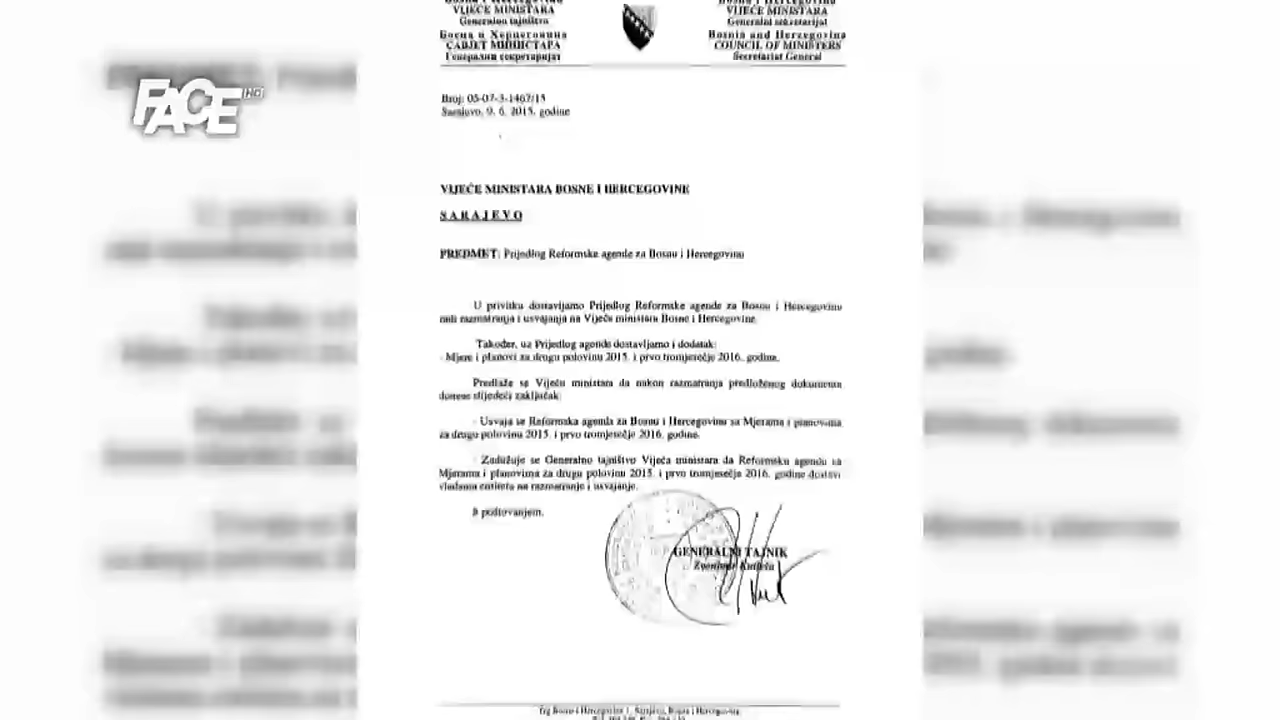 FACE HD
VIJEĆE MINISTARA
Generalno tajništvo
Босна и Херцеговина
САВЈЕТ МИНИСТАРА
Генерални секретаријат
VIJEĆE MINISTARA
Generalni sekretarijat
Bosnia and Herzegovina
COUNCIL OF MINISTERS
Secretariat General
Broj: 05-07-3-1467/15
Sarajevo, 9. 6. 2015. godine
VIJEĆE MINISTARA BOSNE I HERCEGOVINE
SARAJEVO
PREDMET: Prijedlog Reformske agende za Bosnu i Hercegovinu
U privitku dostavljamo Prijedlog Reformske agende za Bosnu i Hercegovinu
radi razmatranja i usvajanja na Vijeću ministara Bosne i Hercegovine.
Također, uz Prijedlog agende dostavljamo i dodatak:
- Mjere i planovi za drugu polovinu 2015. i prvo tromjesečje 2016. godine.
Predlaže se Vijeću ministara da nakon razmatranja predloženog dokumenta
donese slijedeći zaključak:
- Usvaja se Reformska agenda za Bosnu i Hercegovinu sa Mjerama i planovima
za drugu polovinu 2015. i prvo tromjesečje 2016. godine.
- Zadužuje se Generalno tajništvo Vijeća ministara da Reformsku agendu sa
Mjerama i planovima za drugu polovinu 2015. i prvo tromjesečje 2016. godine dostavi
vladama entiteta na razmatranje i usvajanje.
S poštovanjem,
GENERALNI TAJNIK
Trg Bosne i Hercegovine 1, Sarajevo, Bosna i Hercegovina